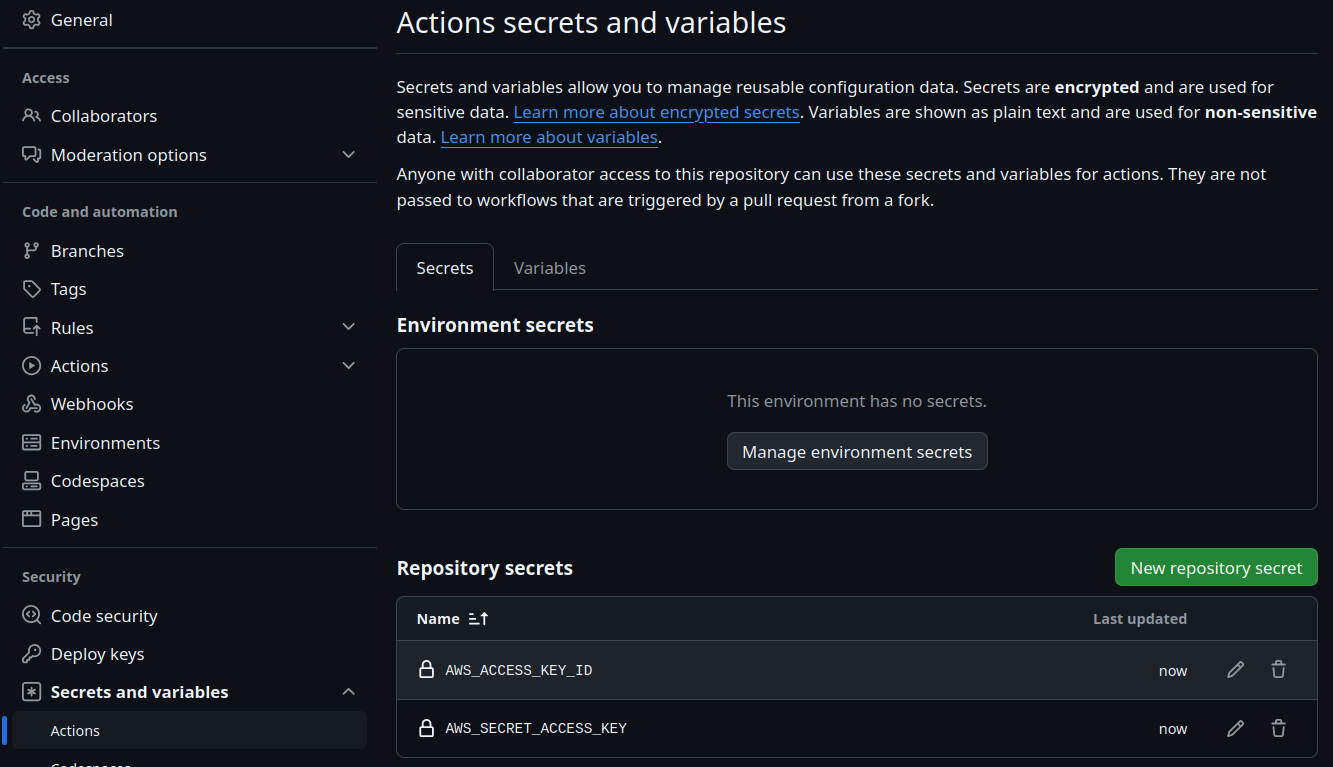 General
Access
Collaborators
Moderation options
Code and automation
Branches
Tags
Rules
Actions
Webhooks
Environments
Codespaces
Pages
Security
Code security
Deploy keys
Secrets and variables
Actions
Codespaces
Actions secrets and variables
Secrets and variables allow you to manage reusable configuration data. Secrets are encrypted and are used for
sensitive data. Learn more about encrypted secrets. Variables are shown as plain text and are used for non-sensitive
data. Learn more about variables.
Anyone with collaborator access to this repository can use these secrets and variables for actions. They are not
passed to workflows that are triggered by a pull request from a fork.
Secrets Variables
Environment secrets
This environment has no secrets.
Manage environment secrets
Repository secrets New repository secret
Name Last updated
AWS_ACCESS_KEY_ID now
AWS_SECRET_ACCESS_KEY now